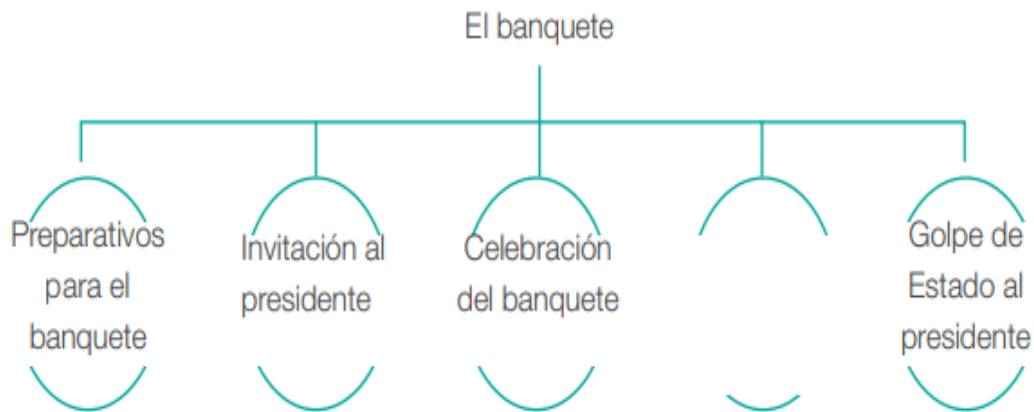 El banquete
Preparativos
para el
banquete
Invitación al
presidente
Celebración
del banquete
Golpe de
Estado al
presidente